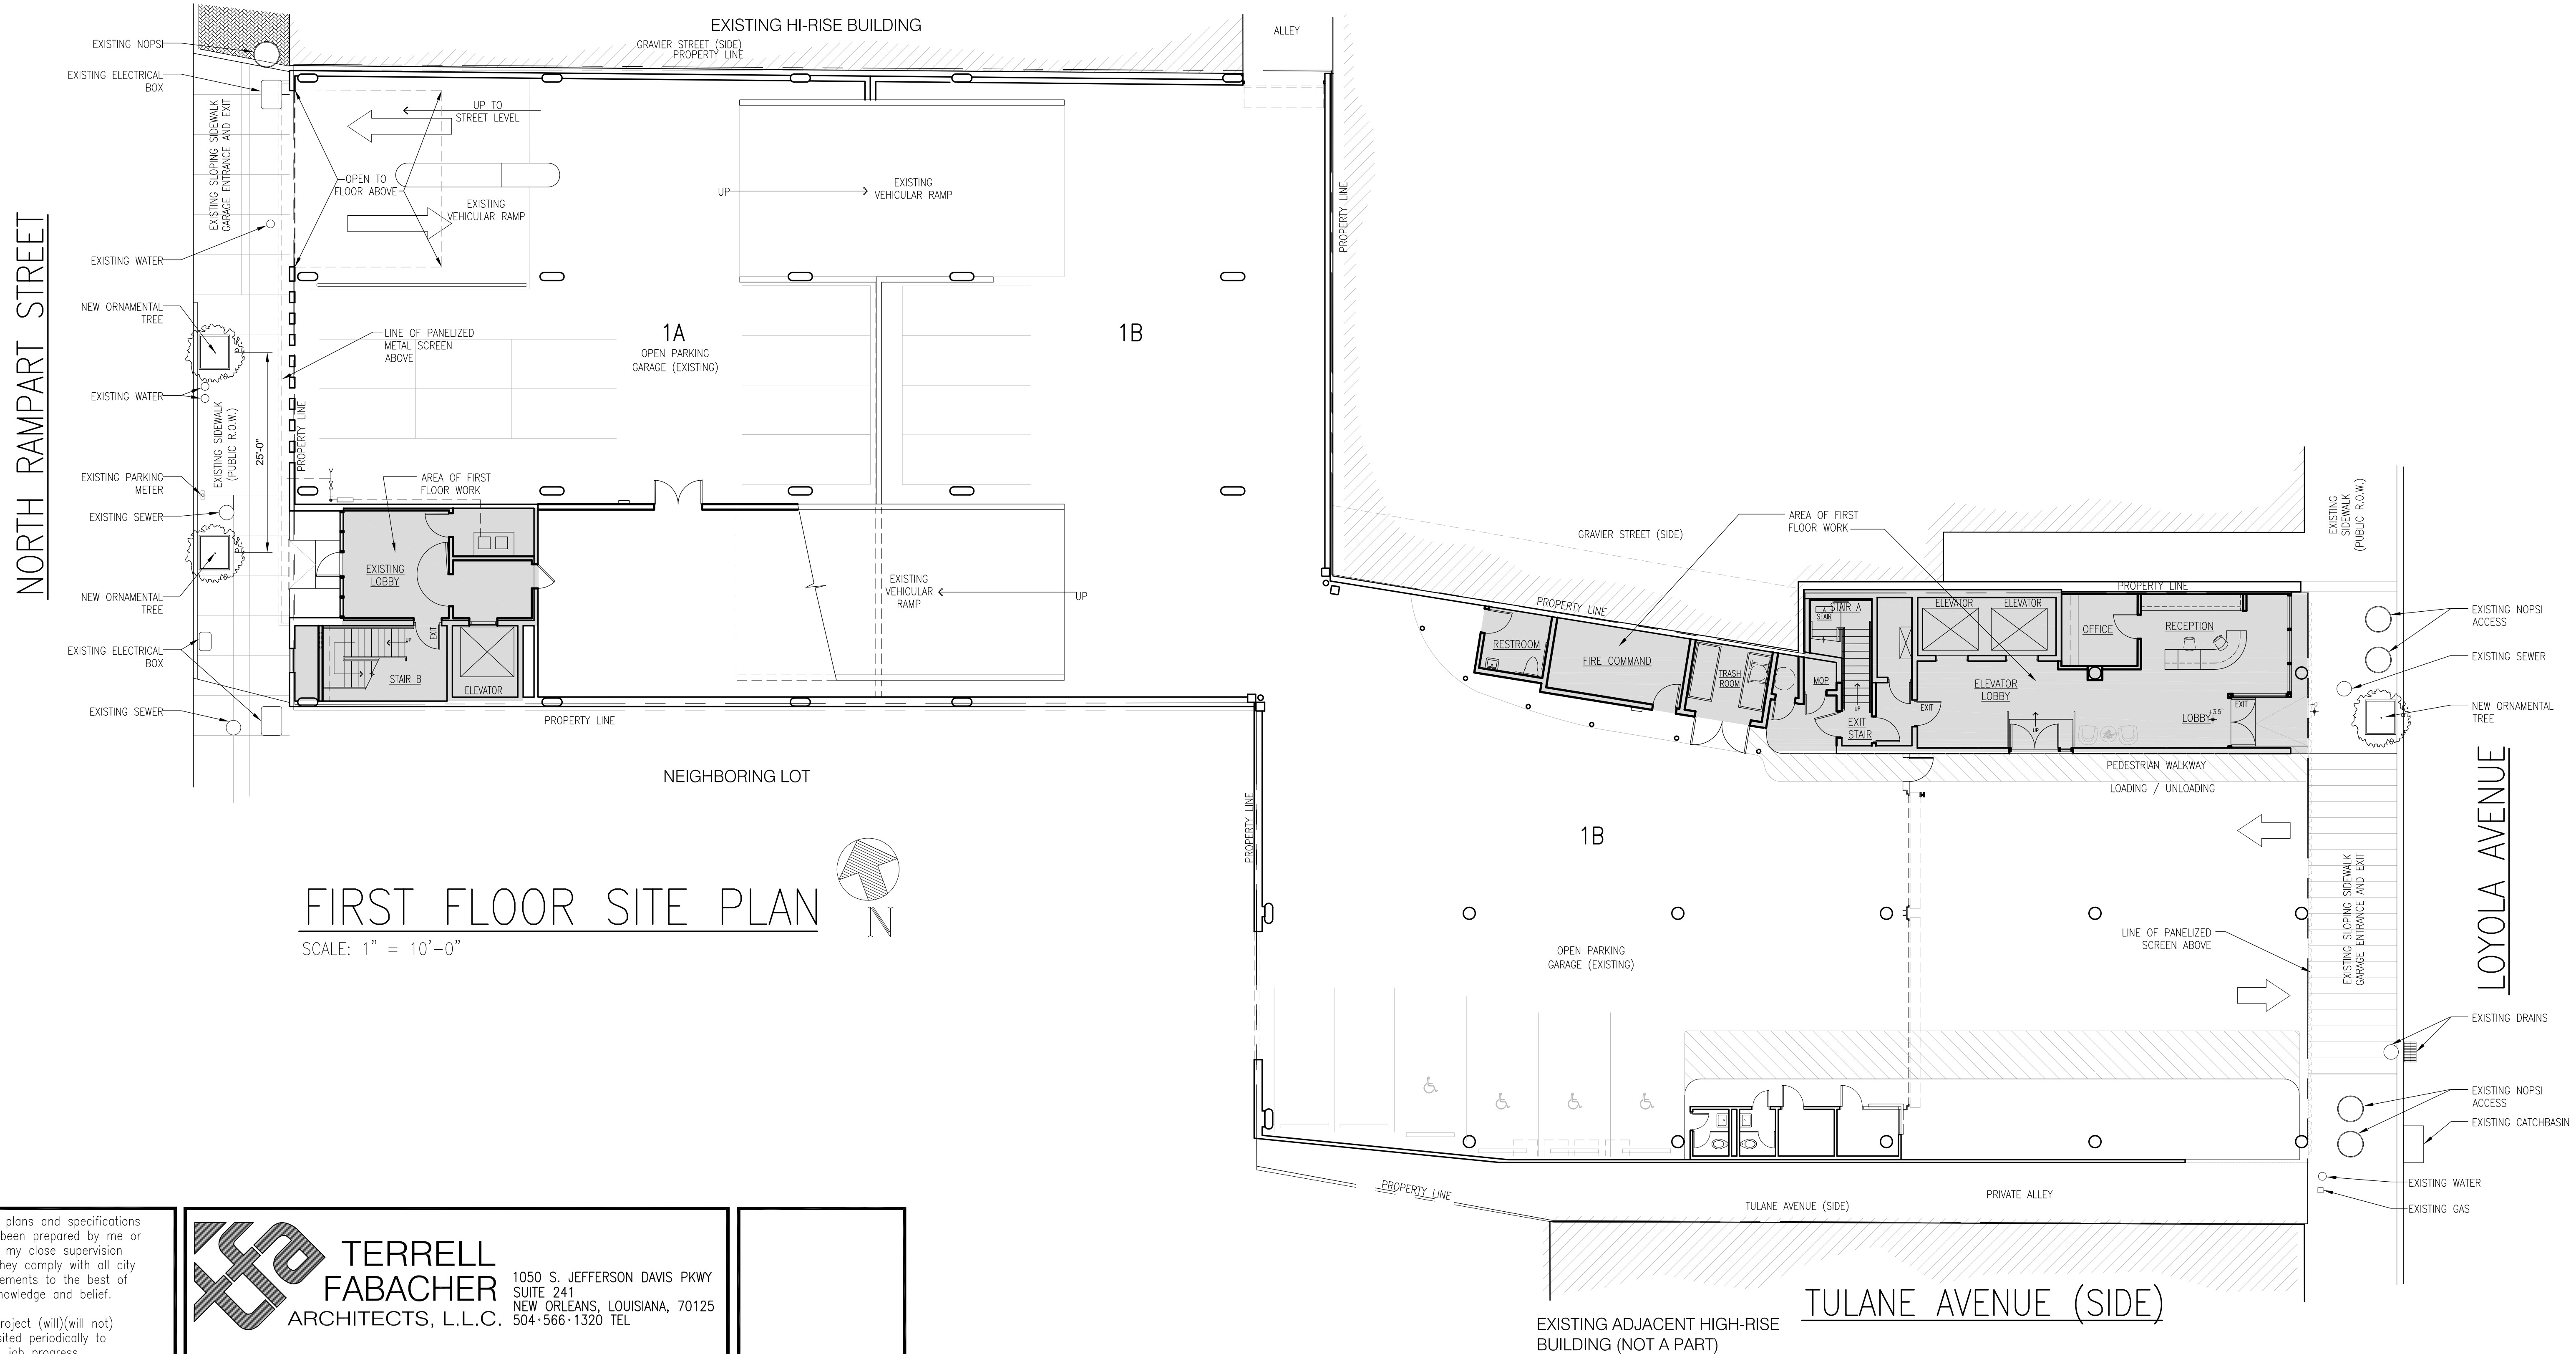 EXISTING HI-RISE BUILDING
GRAVIER STREET (SIDE)
PROPERTY LINE
ALLEY
EXISTING NOPSI
EXISTING ELECTRICAL
BOX
EXISTING SLOPING SIDEWALK
GARAGE ENTRANCE AND EXIT
UP TO
STREET LEVEL
OPEN TO
FLOOR ABOVE
EXISTING
VEHICULAR RAMP
UP
EXISTING
VEHICULAR RAMP
PROPERTY LINE
NORTH RAMPART STREET
EXISTING WATER
NEW ORNAMENTAL
TREE
LINE OF PANELIZED
METAL SCREEN
ABOVE
1A
OPEN PARKING
GARAGE (EXISTING)
1B
EXISTING WATER
EXISTING SIDEWALK
(PUBLIC R.O.W.)
25'-0"
PROPERTY LINE
EXISTING PARKING
METER
AREA OF FIRST
FLOOR WORK
EXISTING SEWER
EXISTING
LOBBY
NEW ORNAMENTAL
TREE
EXIT
UP
STAIR B
ELEVATOR
EXISTING
VEHICULAR
RAMP
UP
EXISTING ELECTRICAL
BOX
EXISTING SEWER
PROPERTY LINE
NEIGHBORING LOT
FIRST FLOOR SITE PLAN
SCALE: 1" = 10'-0"
N
GRAVIER STREET (SIDE)
AREA OF FIRST
FLOOR WORK
PROPERTY LINE
RESTROOM
FIRE COMMAND
TRASH
ROOM
MOP
STAIR A
A
STAIR
UP
EXIT
STAIR
EXIT
ELEVATOR
ELEVATOR
OFFICE
RECEPTION
PROPERTY LINE
ELEVATOR
LOBBY
UP
LOBBY
+3.5"
EXIT
+0
EXISTING
SIDEWALK
(PUBLIC R.O.W.)
EXISTING NOPSI
ACCESS
EXISTING SEWER
NEW ORNAMENTAL
TREE
LOYOLA AVENUE
PEDESTRIAN WALKWAY
LOADING / UNLOADING
PROPERTY LINE
1B
OPEN PARKING
GARAGE (EXISTING)
LINE OF PANELIZED
SCREEN ABOVE
EXISTING SLOPING SIDEWALK
GARAGE ENTRANCE AND EXIT
EXISTING DRAINS
EXISTING NOPSI
ACCESS
EXISTING CATCHBASIN
EXISTING WATER
EXISTING GAS
PROPERTY LINE
PRIVATE ALLEY
TULANE AVENUE (SIDE)
TULANE AVENUE (SIDE)
EXISTING ADJACENT HIGH-RISE
BUILDING (NOT A PART)
plans and specifications
been prepared by me or
my close supervision
hey comply with all city
ements to the best of
nowledge and belief.
roject (will)(will not)
sited periodically to
job progress
tfa
TERRELL
FABACHER
ARCHITECTS, L.L.C.
1050 S. JEFFERSON DAVIS PKWY
SUITE 241
NEW ORLEANS, LOUISIANA, 70125
504·566·1320 TEL